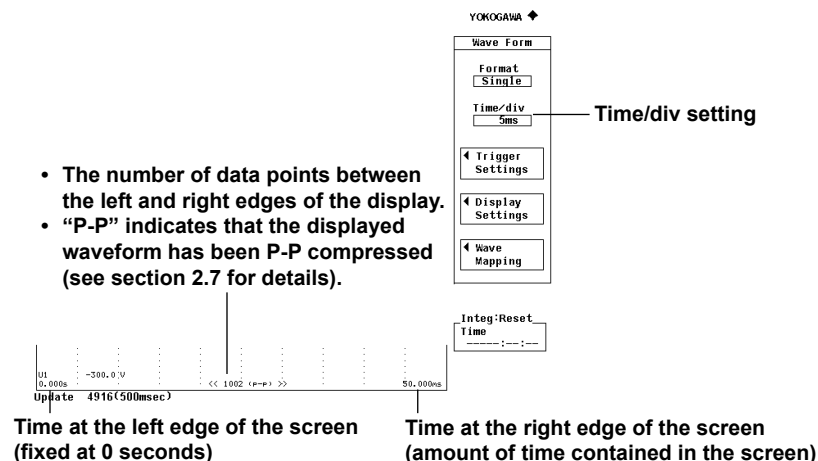 YOKOGAWA ◆
Wave Form
Format
Single
Time/div
5ms
Time/div setting
◀ Trigger
Settings
◀ Display
Settings
◀ Wave
Mapping
• The number of data points between
the left and right edges of the display.
• “P-P” indicates that the displayed
waveform has been P-P compressed
(see section 2.7 for details).
Integ:Reset
Time
-----:--:--
U1 -300.0 V
0.000s << 1002 (P-P) >> 50.000ms
Update 4916(500msec)
Time at the left edge of the screen
(fixed at 0 seconds)
Time at the right edge of the screen
(amount of time contained in the screen)